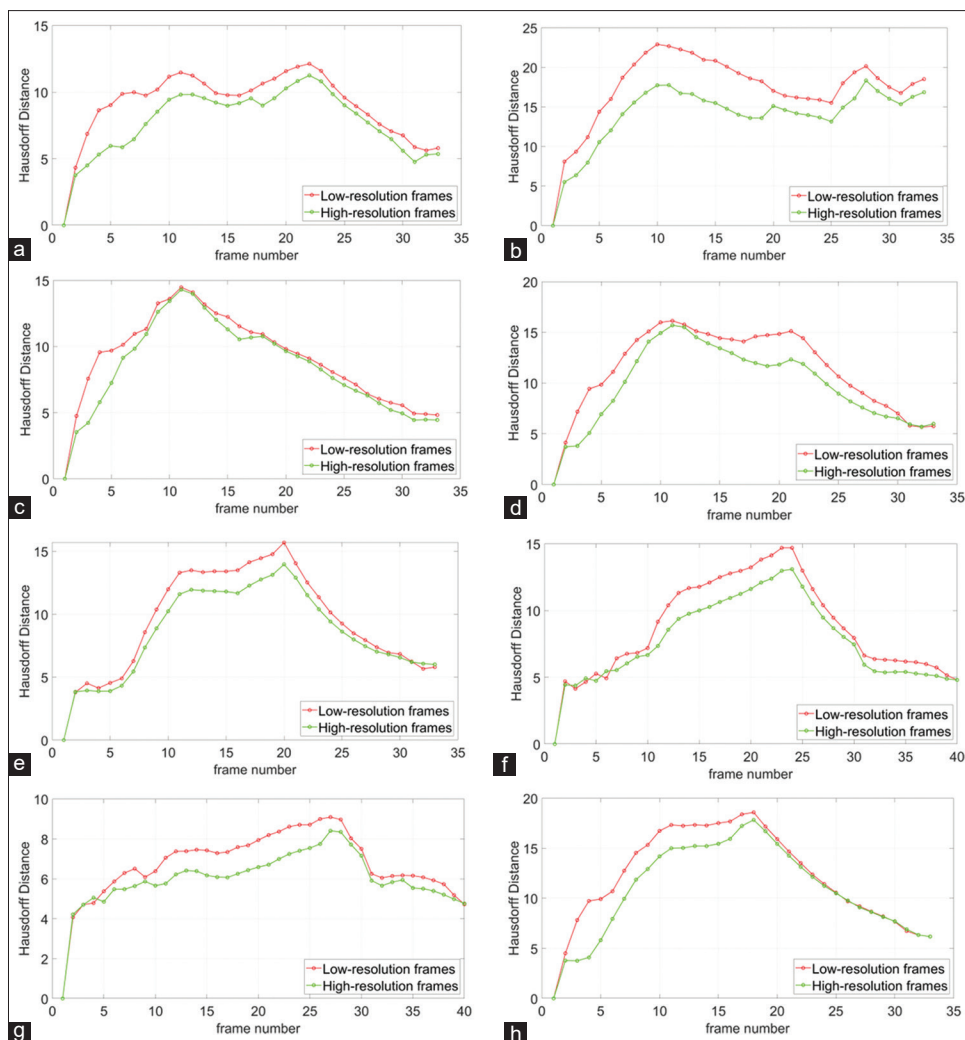 15
10
5
0
Hausdorff Distance
0 5 10 15 20 25 30 35
frame number
Low-resolution frames
High-resolution frames
a
25
20
15
10
5
0
Hausdorff Distance
0 5 10 15 20 25 30 35
frame number
Low-resolution frames
High-resolution frames
b
15
10
5
0
Hausdorff Distance
0 5 10 15 20 25 30 35
frame number
Low-resolution frames
High-resolution frames
c
20
15
10
5
0
Hausdorff Distance
0 5 10 15 20 25 30 35
frame number
Low-resolution frames
High-resolution frames
d
15
10
5
0
Hausdorff Distance
0 5 10 15 20 25 30 35
frame number
Low-resolution frames
High-resolution frames
e
15
10
5
0
Hausdorff Distance
0 5 10 15 20 25 30 35 40
frame number
Low-resolution frames
High-resolution frames
f
10
8
6
4
2
0
Hausdorff Distance
0 5 10 15 20 25 30 35 40
frame number
Low-resolution frames
High-resolution frames
g
20
15
10
5
0
Hausdorff Distance
0 5 10 15 20 25 30 35
frame number
Low-resolution frames
High-resolution frames
h